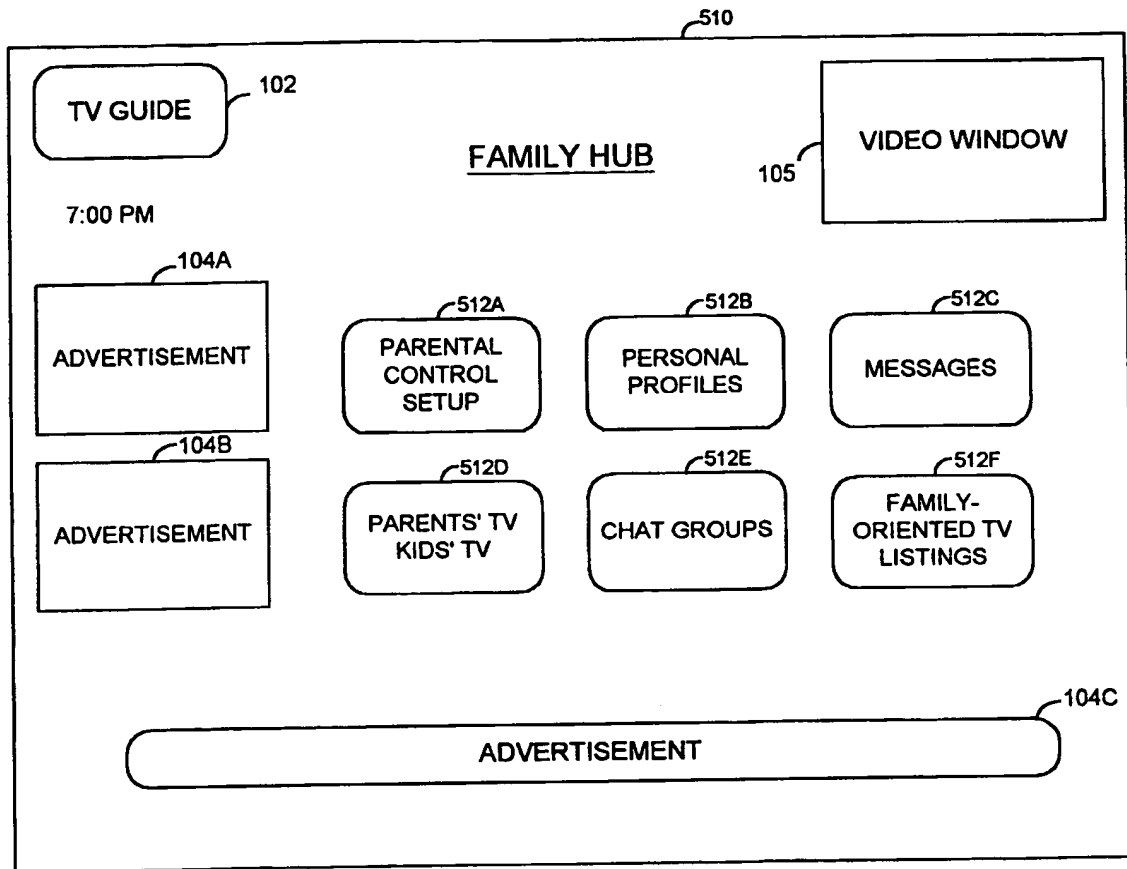 510
TV GUIDE
102
FAMILY HUB
VIDEO WINDOW
105
7:00 PM
104A
ADVERTISEMENT
512A
PARENTAL
CONTROL
SETUP
512B
PERSONAL
PROFILES
512C
MESSAGES
104B
ADVERTISEMENT
512D
PARENTS' TV
KIDS' TV
512E
CHAT GROUPS
512F
FAMILY-
ORIENTED TV
LISTINGS
104C
ADVERTISEMENT